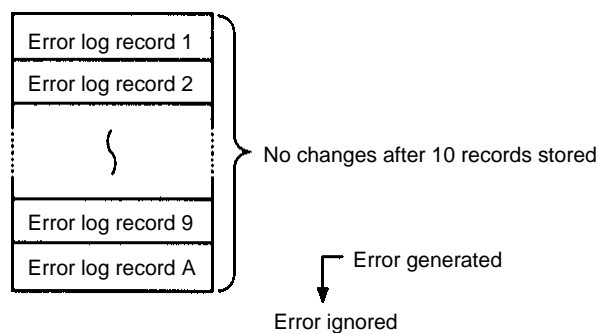 Error log record 1
Error log record 2
No changes after 10 records stored
Error log record 9
Error log record A
Error generated
Error ignored